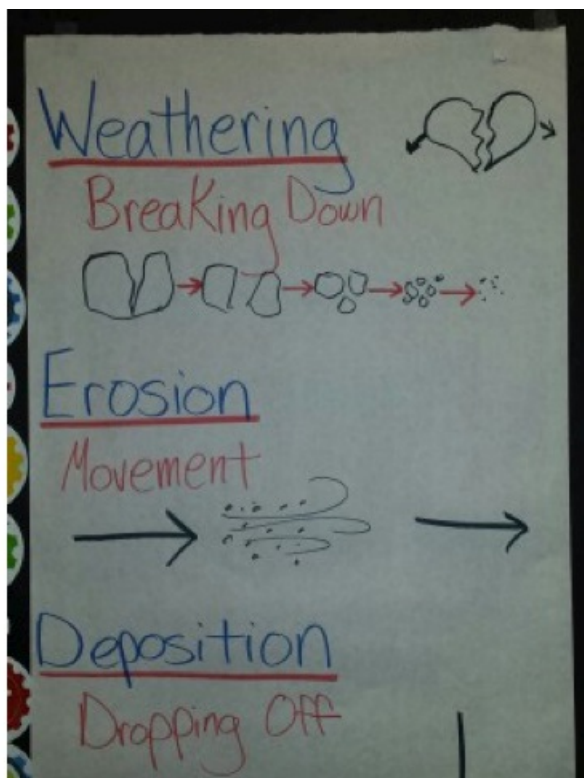 Weathering
Breaking Down
Erosion
Movement
Deposition
Dropping Off